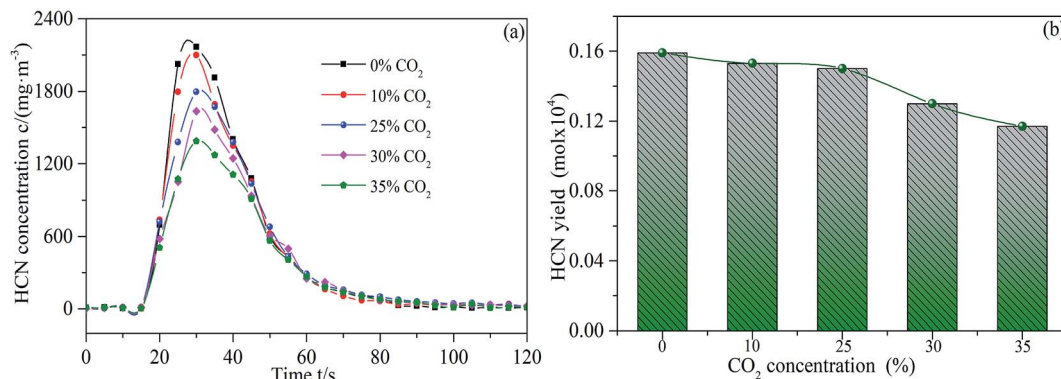 (a)
HCN concentration c/(mg·m⁻³)
2400
1800
1200
600
0
0% CO₂
10% CO₂
25% CO₂
30% CO₂
35% CO₂
0 20 40 60 80 100 120
Time t/s
(b)
HCN yield (molx10⁴)
0.16
0.12
0.08
0.04
0.00
0 10 25 30 35
CO₂ concentration (%)